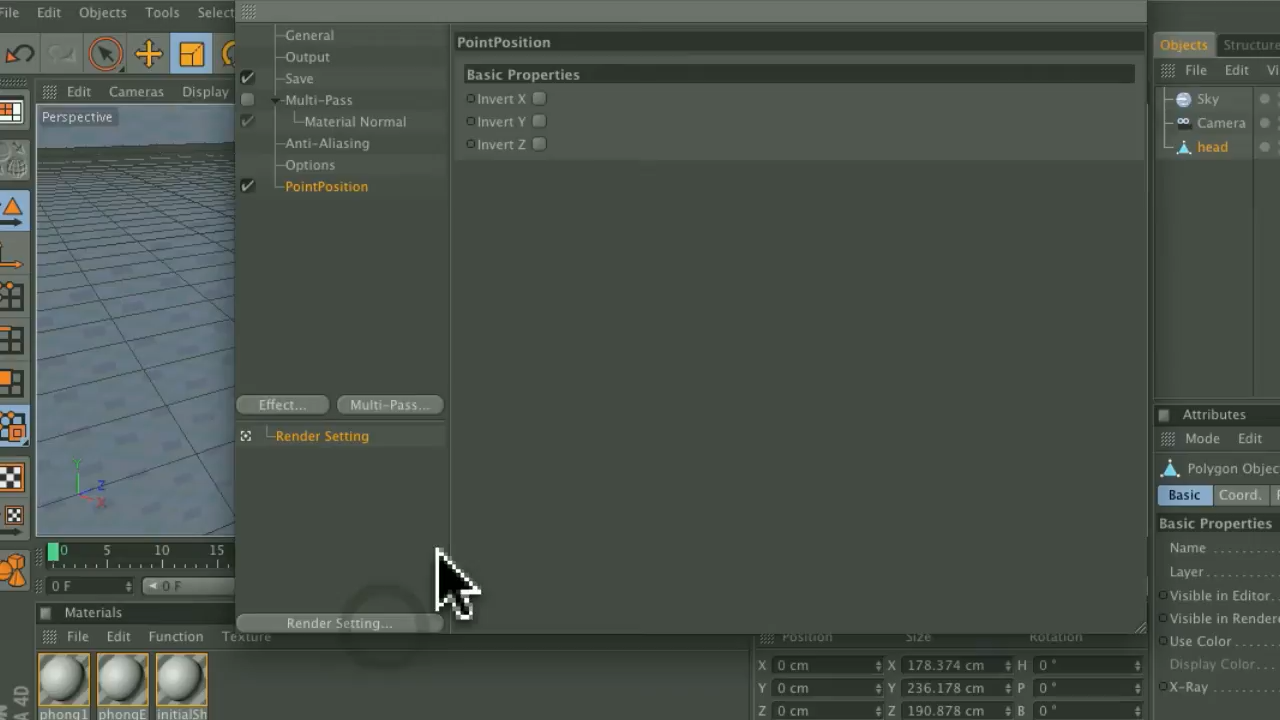 File Edit Objects Tools Select
Edit Cameras Display
Perspective
Y
Z
X
0 5 10 15
0 F 0 F
Materials
File Edit Function Texture
phong1 phongE initialSh
A 4D
General
Output
Save
Multi-Pass
Material Normal
Anti-Aliasing
Options
PointPosition
Effect... Multi-Pass...
Render Setting
Render Setting...
PointPosition
Basic Properties
Invert X
Invert Y
Invert Z
Position Size Rotation
X 0 cm X 178.374 cm H 0 °
Y 0 cm Y 236.178 cm P 0 °
Z 0 cm Z 190.878 cm B 0 °
Objects Structure
File Edit Vi
Sky
Camera
head
Attributes
Mode Edit
Polygon Objec
Basic Coord.
Basic Properties
Name
Layer
Visible in Editor.
Visible in Rendere
Use Color
Display Color
X-Ray